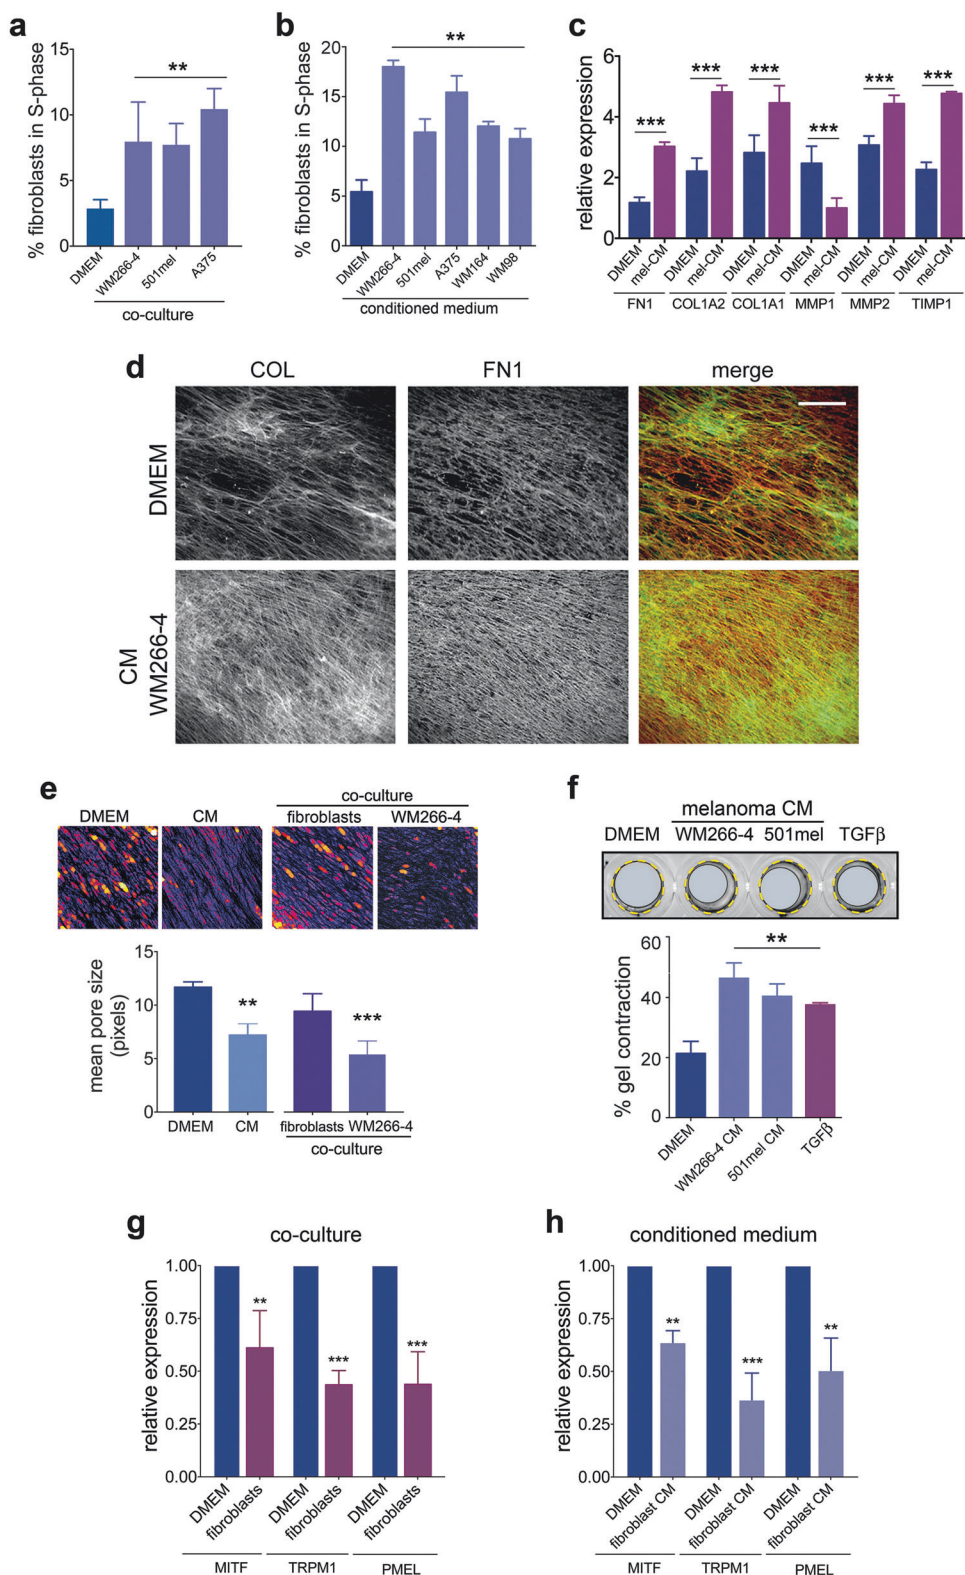 a
% fibroblasts in S-phase
15
10
5
0
**
DMEM
WM266-4
501mel
A375
co-culture
b
% fibroblasts in S-phase
20
15
10
5
0
**
DMEM
WM266-4
501mel
A375
WM164
WM98
conditioned medium
c
relative expression
6
4
2
0
***
***
***
***
***
***
DMEM
mel-CM
DMEM
mel-CM
DMEM
mel-CM
DMEM
mel-CM
DMEM
mel-CM
DMEM
mel-CM
FN1
COL1A2
COL1A1
MMP1
MMP2
TIMP1
d
COL
FN1
merge
DMEM
CM
WM266-4
e
co-culture
DMEM
CM
fibroblasts
WM266-4
mean pore size
(pixels)
15
10
5
0
**
***
DMEM
CM
fibroblasts
WM266-4
co-culture
f
melanoma CM
DMEM
WM266-4
501mel
TGFβ
% gel contraction
60
40
20
0
**
DMEM
WM266-4 CM
501mel CM
TGFβ
g
co-culture
relative expression
1.00
0.75
0.50
0.25
0.00
**
***
***
DMEM
fibroblasts
DMEM
fibroblasts
DMEM
fibroblasts
MITF
TRPM1
PMEL
h
conditioned medium
relative expression
1.00
0.75
0.50
0.25
0.00
**
***
**
DMEM
fibroblast CM
DMEM
fibroblast CM
DMEM
fibroblast CM
MITF
TRPM1
PMEL